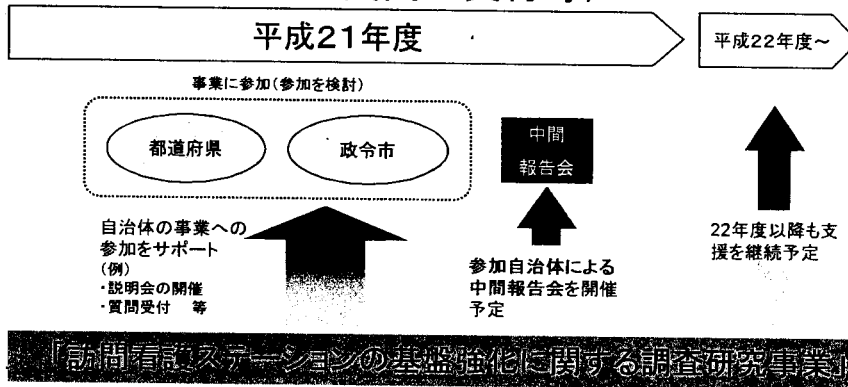 平成21年度
平成22年度～
事業に参加(参加を検討)
都道府県
政令市
中間
報告会
自治体の事業への
参加をサポート
(例)
・説明会の開催
・質問受付　等
参加自治体による
中間報告会を開催
予定
22年度以降も支
援を継続予定
「訪問看護ステーションの基盤強化に関する調査研究事業」